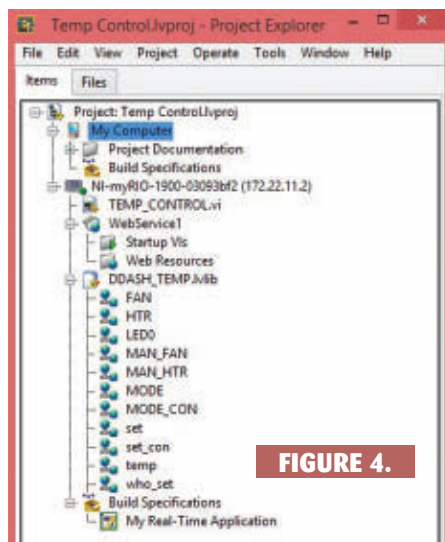 Temp Control.lvproj - Project Explorer
File Edit View Project Operate Tools Window Help
Items Files
Project: Temp Control.lvproj
My Computer
Project Documentation
Build Specifications
NI-myRIO-1900-03093bf2 (172.22.11.2)
TEMP_CONTROL.vi
WebService1
Startup VIs
Web Resources
DDASH_TEMP.lvlib
FAN
HTR
LED0
MAN_FAN
MAN_HTR
MODE
MODE_CON
set
set_con
temp
who_set
Build Specifications
My Real-Time Application
FIGURE 4.